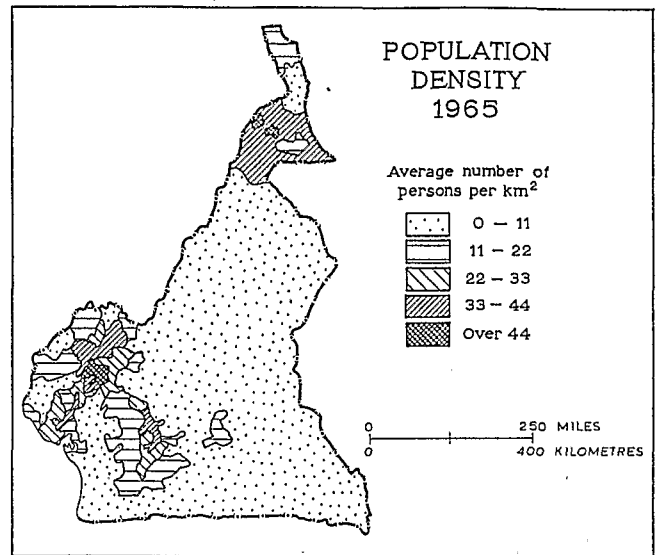 POPULATION
DENSITY
1965
Average number of
persons per km²
0 – 11
11 – 22
22 – 33
33 – 44
Over 44
0 250 MILES
0 400 KILOMETRES